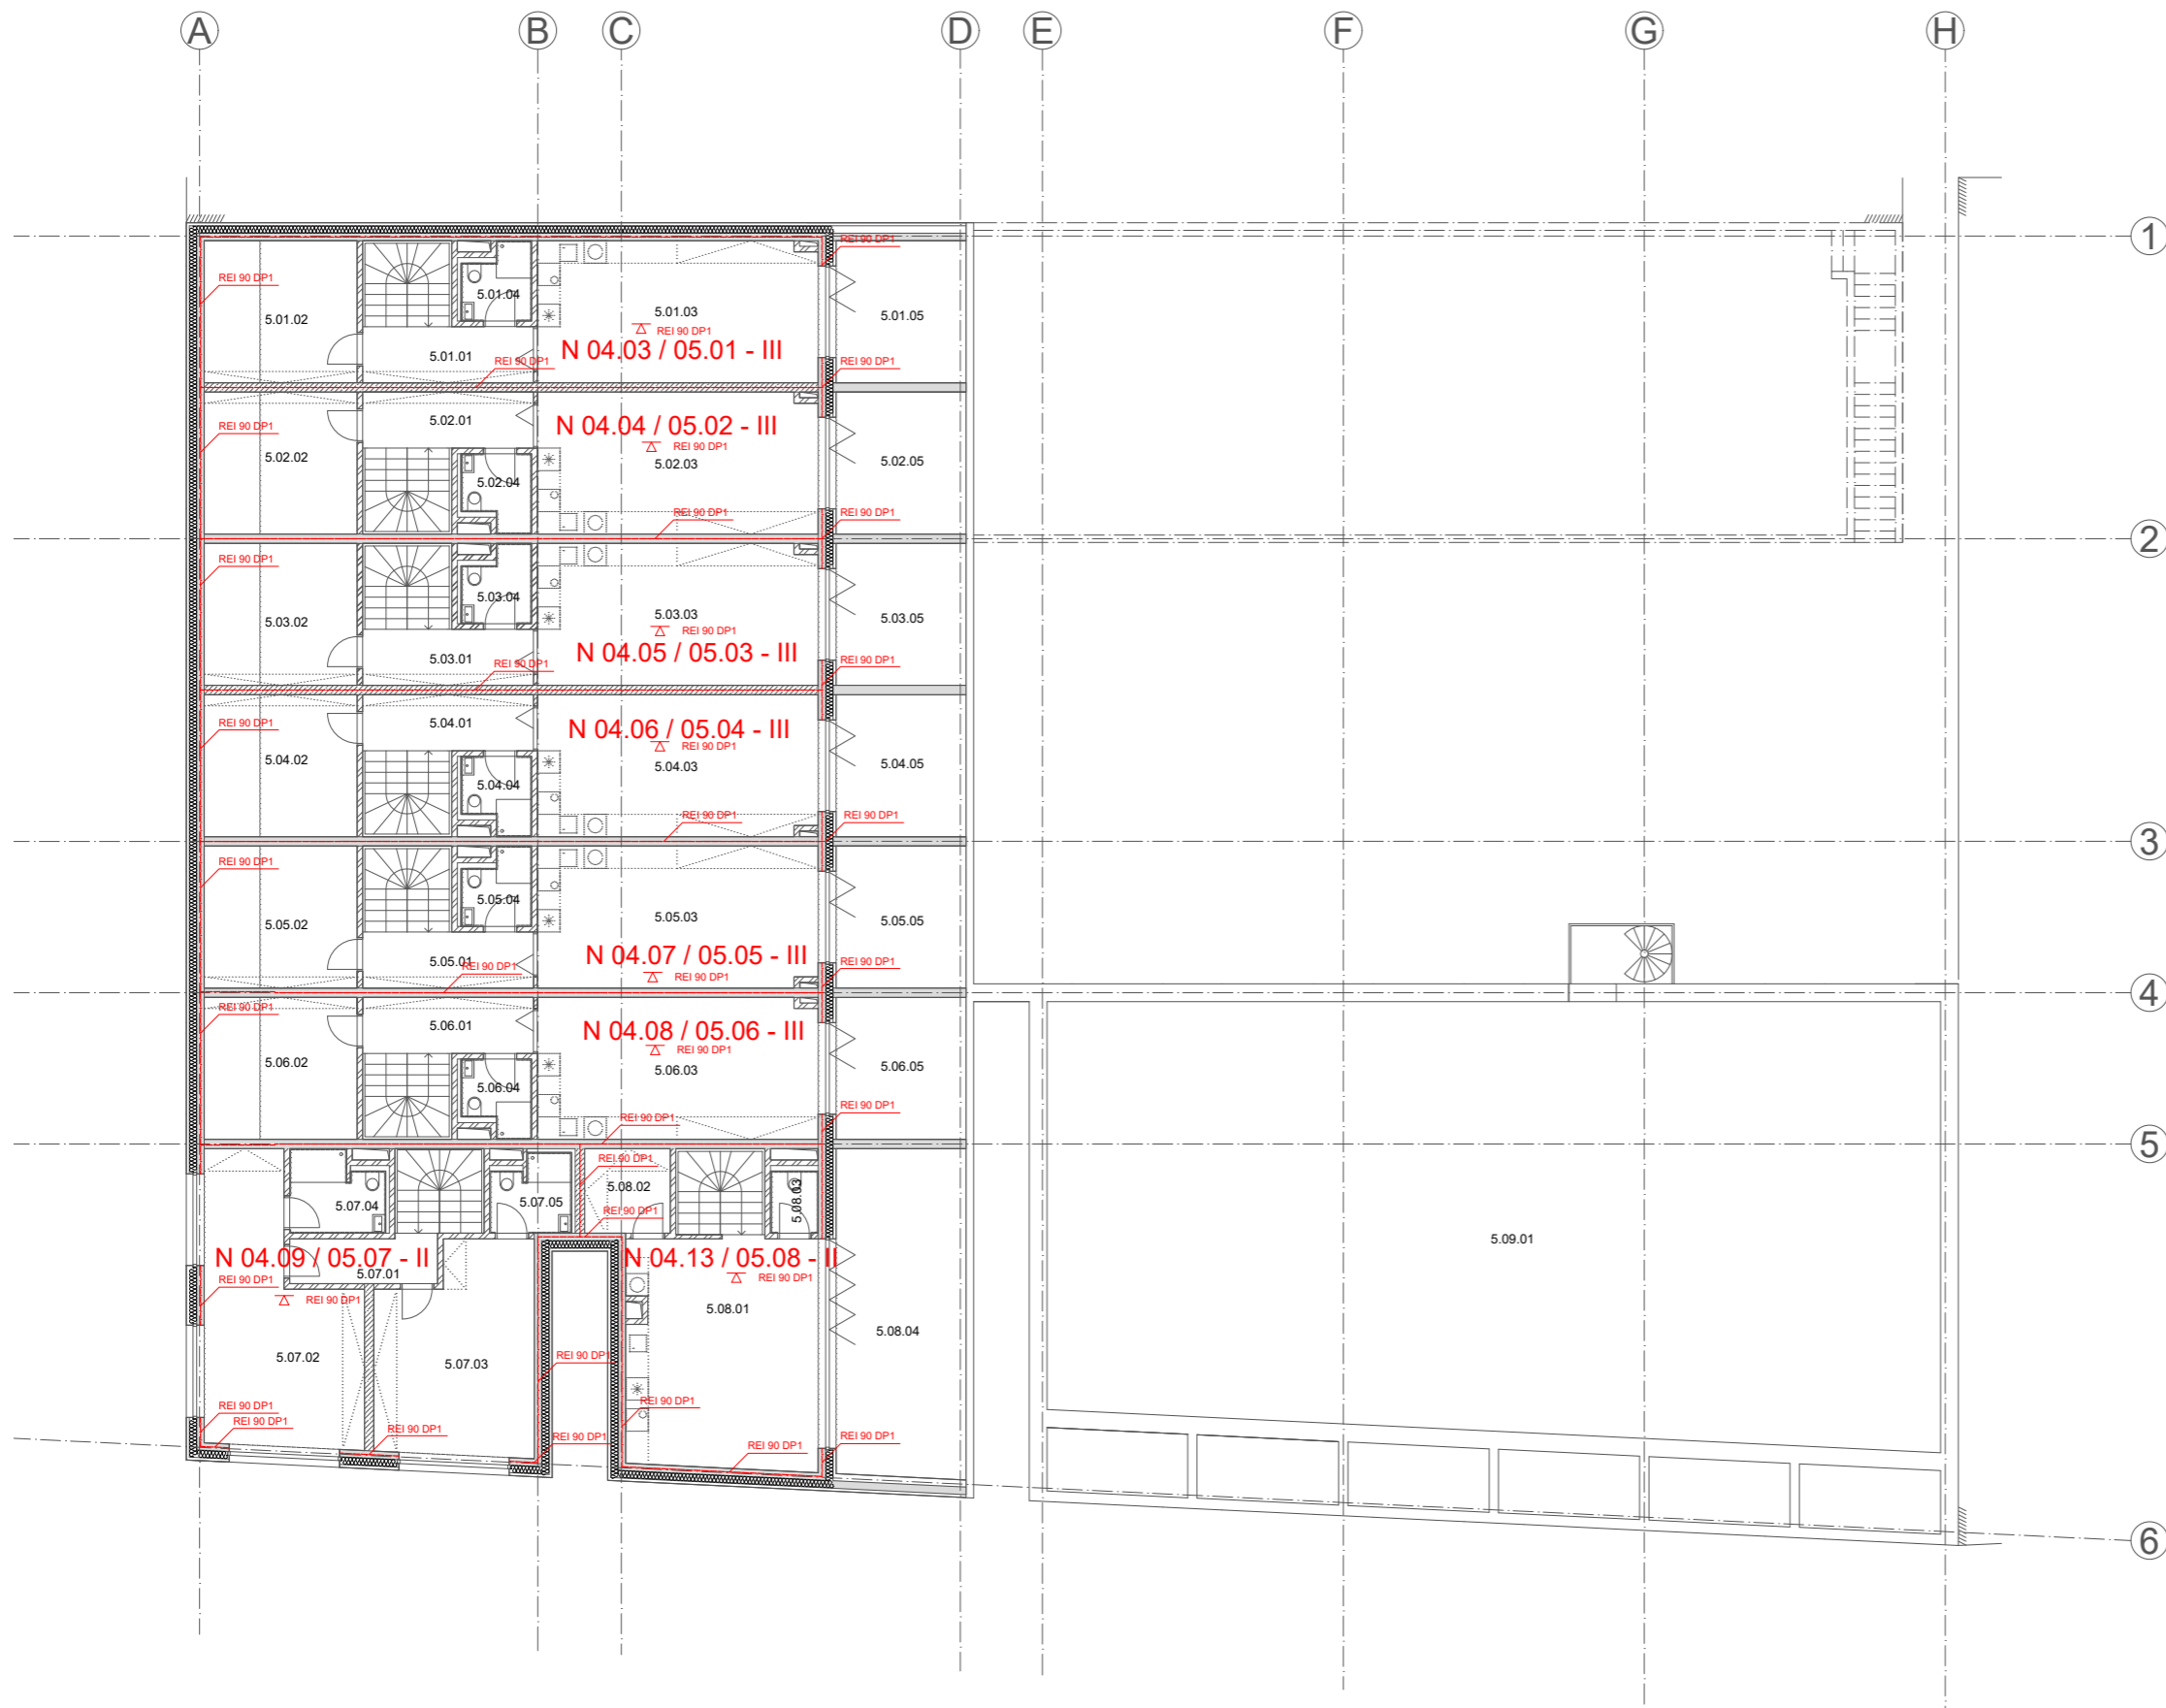 A
B
C
D
E
F
G
H
1
REI 90 DP1
REI 90 DP1
5.01.04
5.01.02
5.01.03
5.01.05
REI 90 DP1
5.01.01
N 04.03 / 05.01 - III
REI 90 DP1
REI 90 DP1
5.02.01
N 04.04 / 05.02 - III
REI 90 DP1
REI 90 DP1
5.02.02
5.02.03
5.02.05
5.02.04
REI 90 DP1
REI 90 DP1
2
REI 90 DP1
5.03.04
5.03.02
5.03.03
5.03.05
REI 90 DP1
5.03.01
N 04.05 / 05.03 - III
REI 90 DP1
REI 90 DP1
REI 90 DP1
5.04.01
N 04.06 / 05.04 - III
REI 90 DP1
5.04.02
5.04.03
5.04.05
5.04.04
REI 90 DP1
REI 90 DP1
3
REI 90 DP1
5.05.04
5.05.02
5.05.03
5.05.05
5.05.01
N 04.07 / 05.05 - III
REI 90 DP1
REI 90 DP1
REI 90 DP1
4
REI 90 DP1
5.06.01
N 04.08 / 05.06 - III
REI 90 DP1
5.06.02
5.06.03
5.06.05
5.06.04
REI 90 DP1
REI 90 DP1
5
REI 90 DP1
5.08.02
5.08.03
5.07.04
5.07.05
REI 90 DP1
5.09.01
N 04.09 / 05.07 - II
N 04.13 / 05.08 - II
5.07.01
REI 90 DP1
REI 90 DP1
REI 90 DP1
5.08.01
5.08.04
5.07.02
5.07.03
REI 90 DP1
REI 90 DP1
REI 90 DP1
REI 90 DP1
REI 90 DP1
REI 90 DP1
REI 90 DP1
REI 90 DP1
6